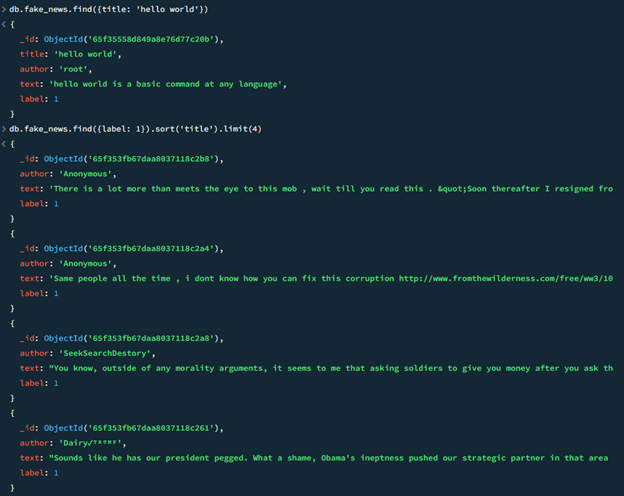 > db.fake_news.find({title: 'hello world'})
< {
_id: ObjectId('65f35558d849a8e76d77c20b'),
title: 'hello world',
author: 'root',
text: 'hello world is a basic command at any language',
label: 1
}
> db.fake_news.find({label: 1}).sort('title').limit(4)
< {
_id: ObjectId('65f353fb67daa8037118c2b8'),
author: 'Anonymous',
text: 'There is a lot more than meets the eye to this mob , wait till you read this . &quot;Soon thereafter I resigned fro
label: 1
}
{
_id: ObjectId('65f353fb67daa8037118c2a4'),
author: 'Anonymous',
text: 'Same people all the time , i dont know how you can fix this corruption http://www.fromthewilderness.com/free/ww3/10
label: 1
}
{
_id: ObjectId('65f353fb67daa8037118c2a8'),
author: 'SeekSearchDestory',
text: "You know, outside of any morality arguments, it seems to me that asking soldiers to give you money after you ask th
label: 1
}
{
_id: ObjectId('65f353fb67daa8037118c261'),
author: 'Dairy√
text: "Sounds like he has our president pegged. What a shame, Obama's ineptness pushed our strategic partner in that area
label: 1
}